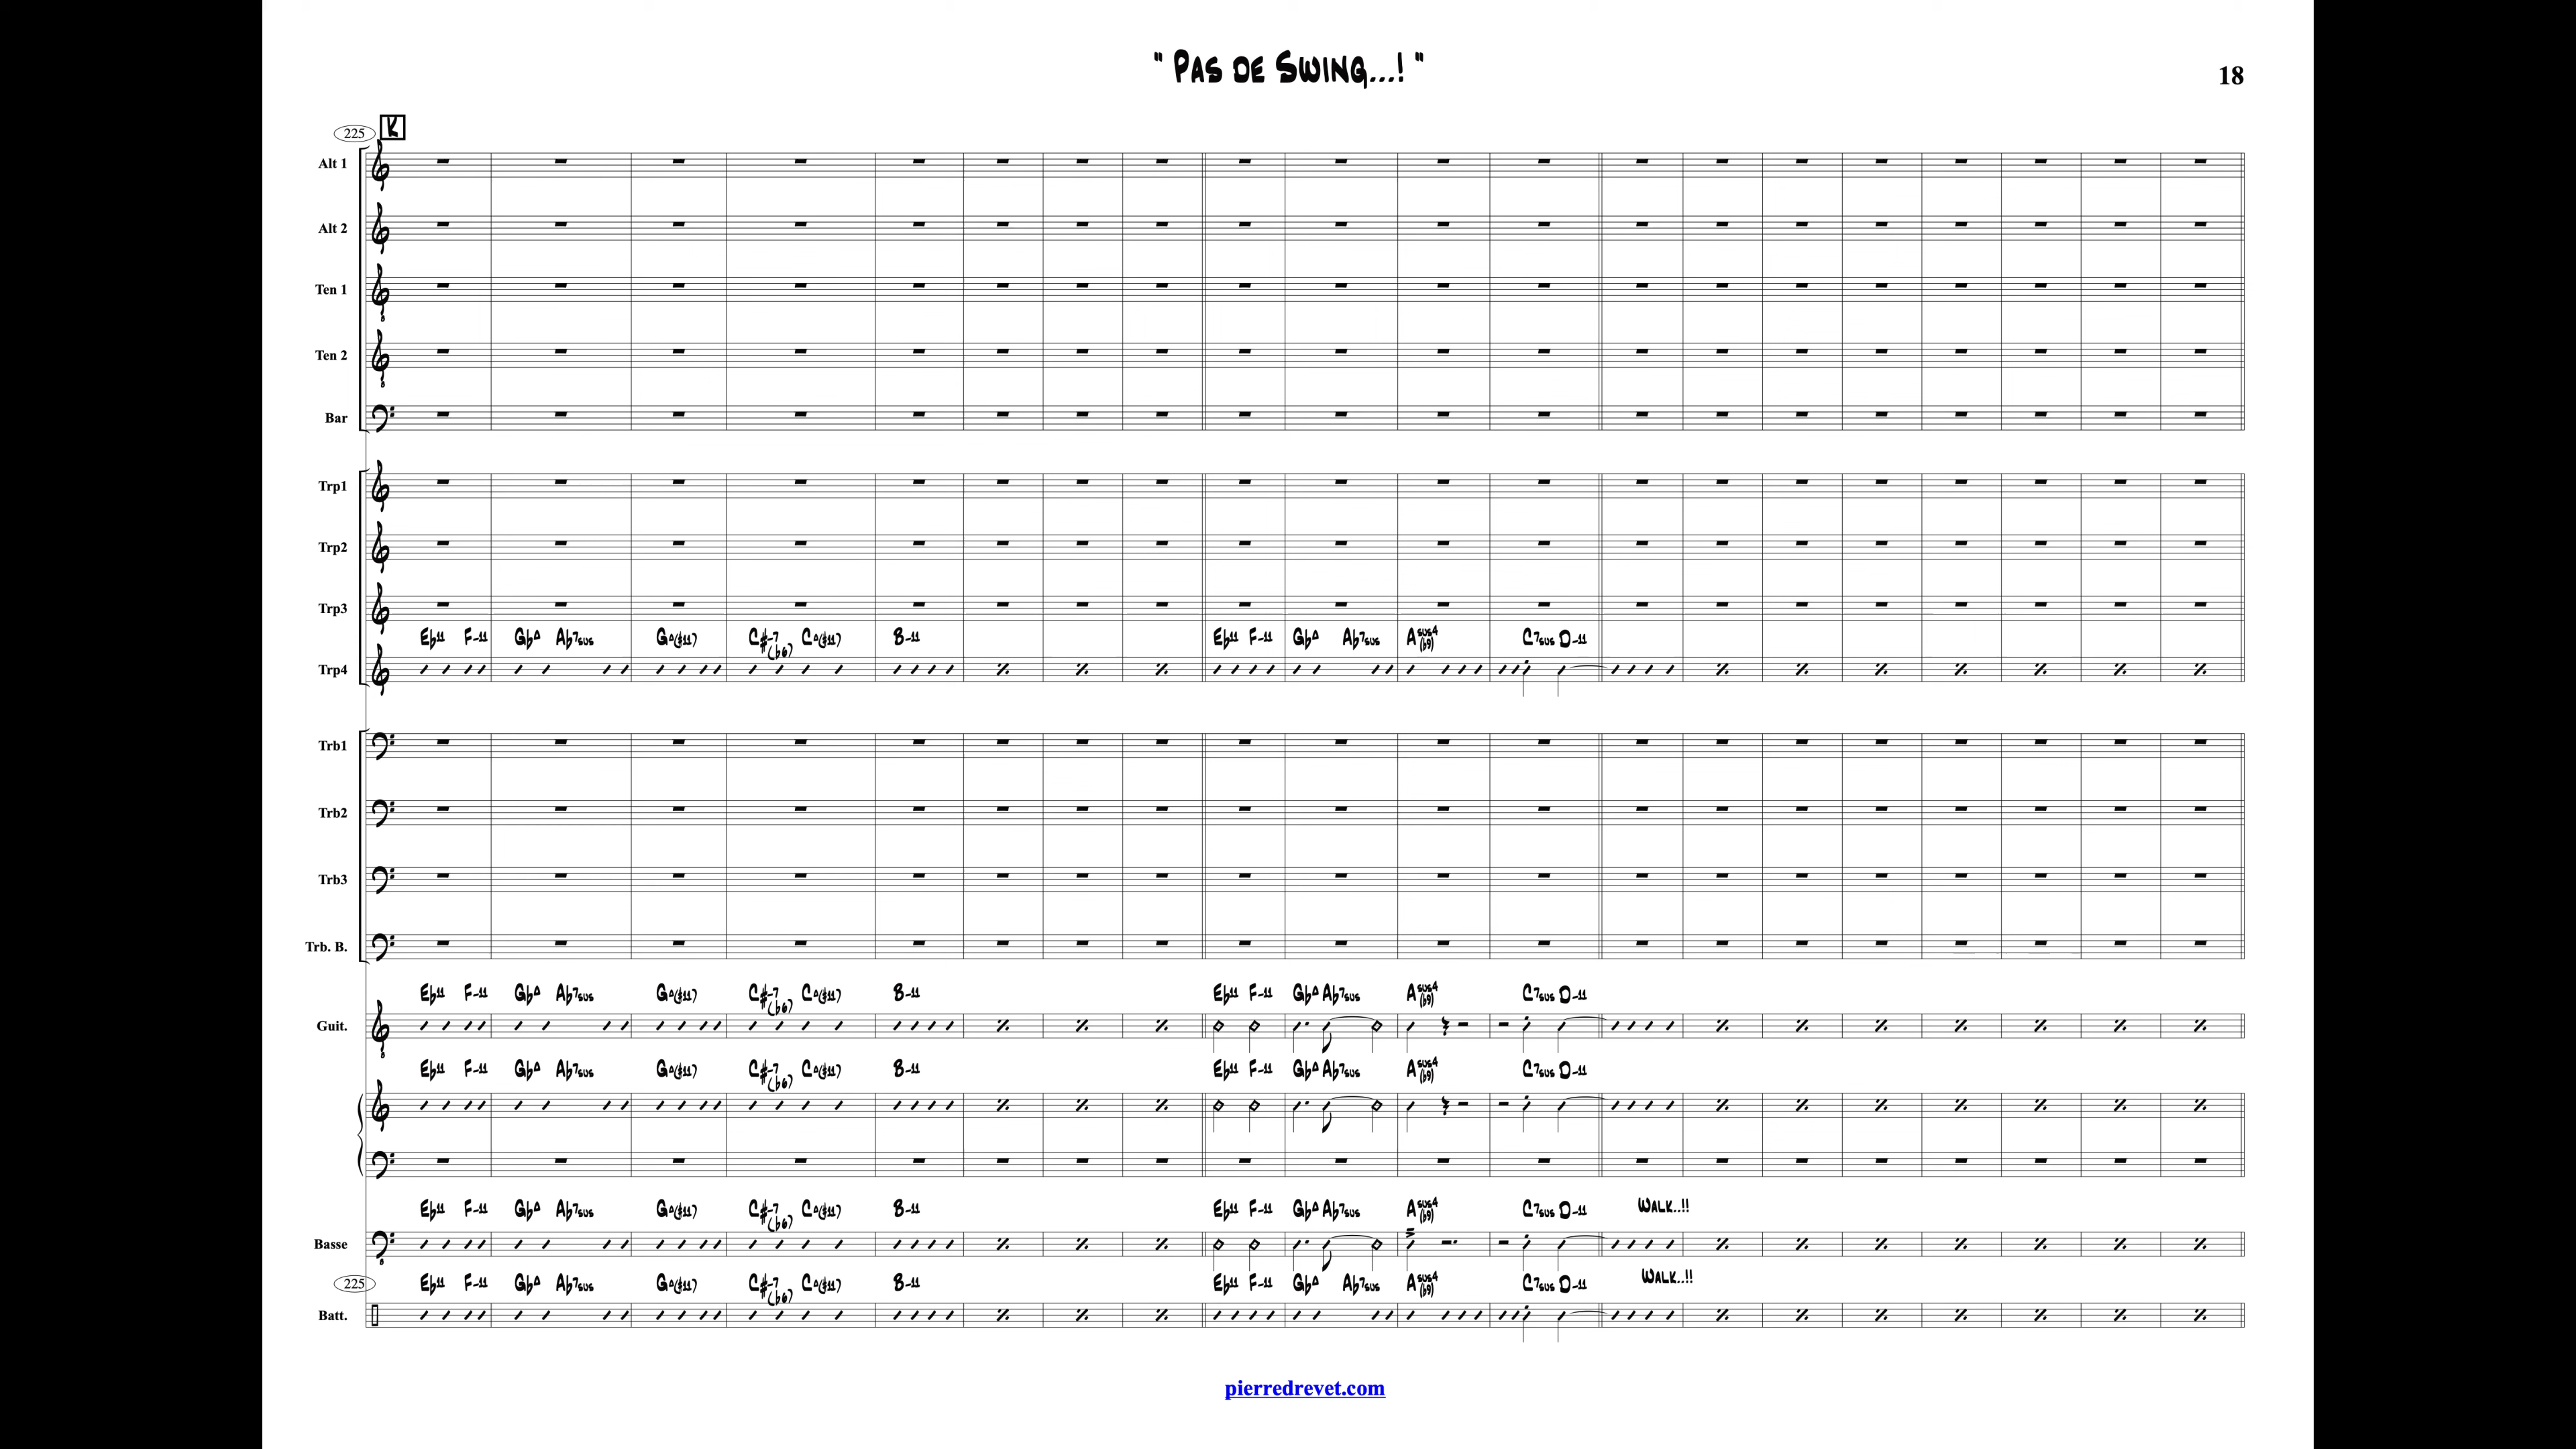 " Pas de Swing...! "
18
225 K
Alt 1
Alt 2
Ten 1
Ten 2
Bar
Trp1
Trp2
Trp3
Eb11 F-11 Gb∆ Ab7sus G∆(#11) C#-7(b6) C∆(#11) B-11 Eb11 F-11 Gb∆ Ab7sus Asus4(b9) C7sus D-11
Trp4
Trb1
Trb2
Trb3
Trb. B.
Eb11 F-11 Gb∆ Ab7sus G∆(#11) C#-7(b6) C∆(#11) B-11 Eb11 F-11 Gb∆ Ab7sus Asus4(b9) C7sus D-11
Guit.
Eb11 F-11 Gb∆ Ab7sus G∆(#11) C#-7(b6) C∆(#11) B-11 Eb11 F-11 Gb∆ Ab7sus Asus4(b9) C7sus D-11
Eb11 F-11 Gb∆ Ab7sus G∆(#11) C#-7(b6) C∆(#11) B-11 Eb11 F-11 Gb∆ Ab7sus Asus4(b9) C7sus D-11 Walk..!!
Basse
225 Eb11 F-11 Gb∆ Ab7sus G∆(#11) C#-7(b6) C∆(#11) B-11 Eb11 F-11 Gb∆ Ab7sus Asus4(b9) C7sus D-11 Walk..!!
Batt.
pierredrevet.com